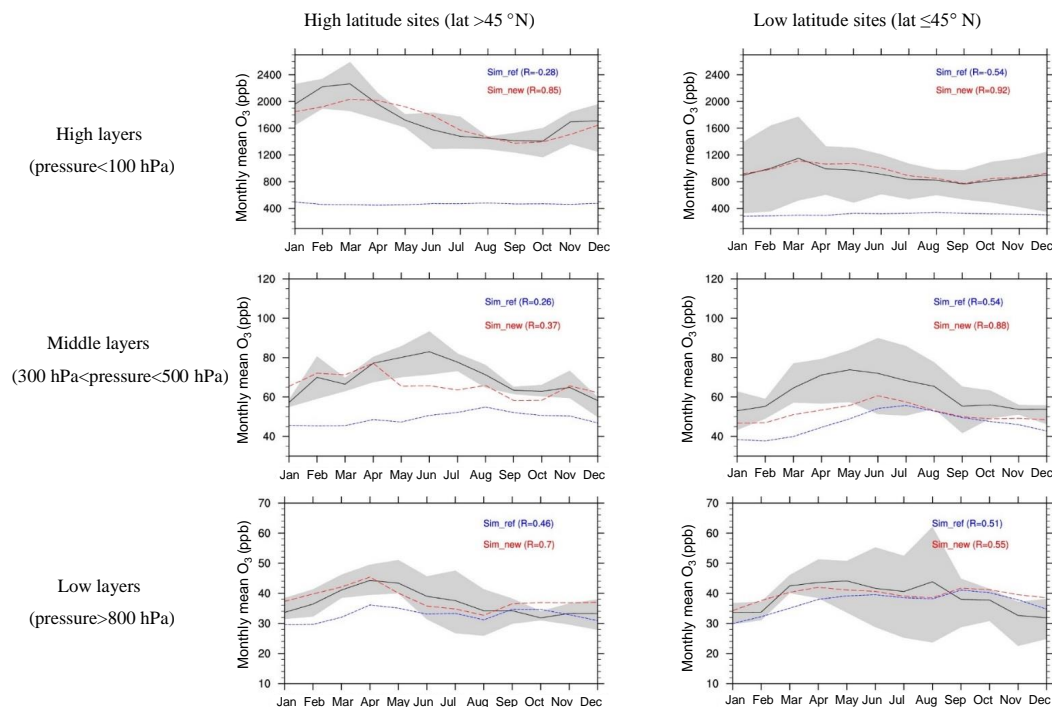 High latitude sites (lat >45 °N)
Low latitude sites (lat ≤45° N)
High layers
(pressure<100 hPa)
Monthly mean O3 (ppb)
2400
2000
1600
1200
800
400
Sim_ref (R=-0.28)
Sim_new (R=0.85)
Jan Feb Mar Apr May Jun Jul Aug Sep Oct Nov Dec
Monthly mean O3 (ppb)
2400
2000
1600
1200
800
400
Sim_ref (R=-0.54)
Sim_new (R=0.92)
Jan Feb Mar Apr May Jun Jul Aug Sep Oct Nov Dec
Middle layers
(300 hPa<pressure<500 hPa)
Monthly mean O3 (ppb)
120
100
80
60
40
Sim_ref (R=0.26)
Sim_new (R=0.37)
Jan Feb Mar Apr May Jun Jul Aug Sep Oct Nov Dec
Monthly mean O3 (ppb)
120
100
80
60
40
Sim_ref (R=0.54)
Sim_new (R=0.88)
Jan Feb Mar Apr May Jun Jul Aug Sep Oct Nov Dec
Low layers
(pressure>800 hPa)
Monthly mean O3 (ppb)
70
60
50
40
30
20
10
Sim_ref (R=0.46)
Sim_new (R=0.7)
Jan Feb Mar Apr May Jun Jul Aug Sep Oct Nov Dec
Monthly mean O3 (ppb)
70
60
50
40
30
20
10
Sim_ref (R=0.51)
Sim_new (R=0.55)
Jan Feb Mar Apr May Jun Jul Aug Sep Oct Nov Dec